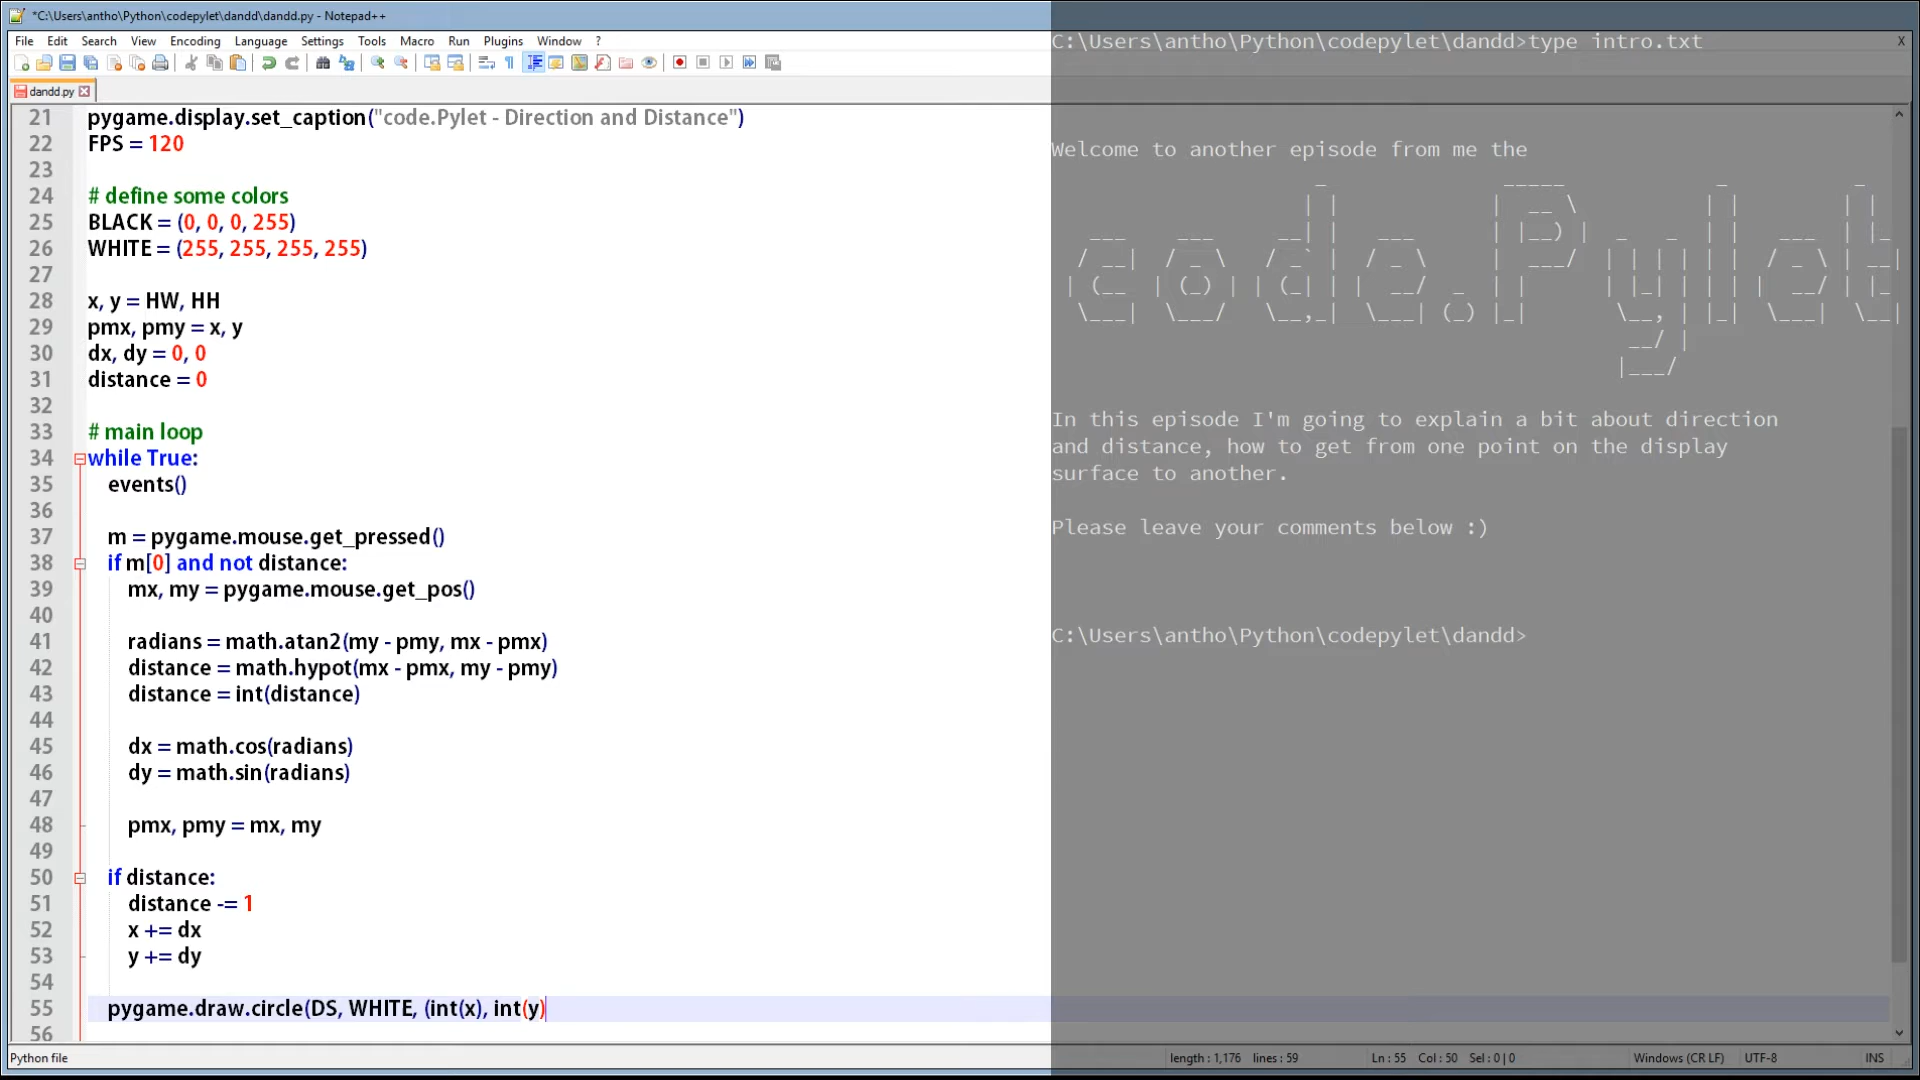 *C:\Users\antho\Python\codepylet\dandd\dandd.py - Notepad++
File Edit Search View Encoding Language Settings Tools Macro Run Plugins Window ? X
dandd.py
21 pygame.display.set_caption("code.Pylet - Direction and Distance")
22 FPS = 120
23
24 # define some colors
25 BLACK = (0, 0, 0, 255)
26 WHITE = (255, 255, 255, 255)
27
28 x, y = HW, HH
29 pmx, pmy = x, y
30 dx, dy = 0, 0
31 distance = 0
32
33 # main loop
34 while True:
35 events()
36
37 m = pygame.mouse.get_pressed()
38 if m[0] and not distance:
39 mx, my = pygame.mouse.get_pos()
40
41 radians = math.atan2(my - pmy, mx - pmx)
42 distance = math.hypot(mx - pmx, my - pmy)
43 distance = int(distance)
44
45 dx = math.cos(radians)
46 dy = math.sin(radians)
47
48 pmx, pmy = mx, my
49
50 if distance:
51 distance -= 1
52 x += dx
53 y += dy
54
55 pygame.draw.circle(DS, WHITE, (int(x), int(y)
56
C:\Users\antho\Python\codepylet\dandd>type intro.txt
Welcome to another episode from me the
code.Pylet
In this episode I'm going to explain a bit about direction
and distance, how to get from one point on the display
surface to another.
Please leave your comments below :)
C:\Users\antho\Python\codepylet\dandd>
Python file length : 1,176 lines : 59 Ln : 55 Col : 50 Sel : 0 | 0 Windows (CR LF) UTF-8 INS